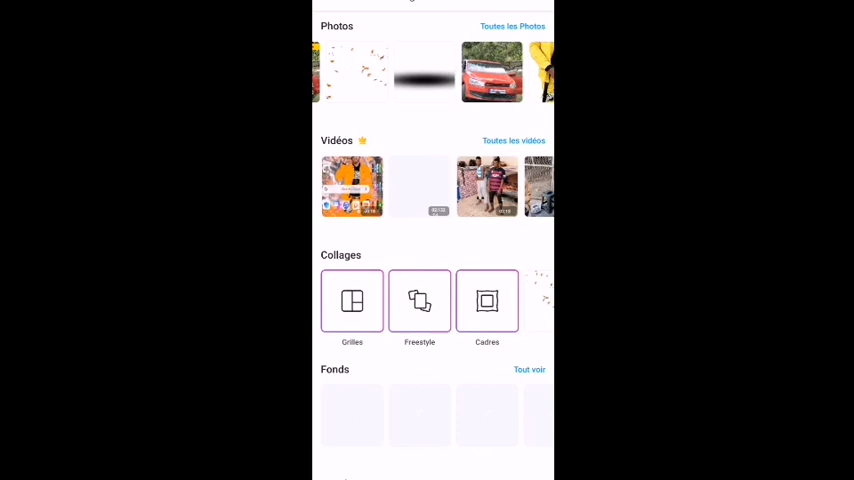 Photos
Toutes les Photos
Vidéos
Toutes les vidéos
Collages
Grilles
Freestyle
Cadres
Fonds
Tout voir